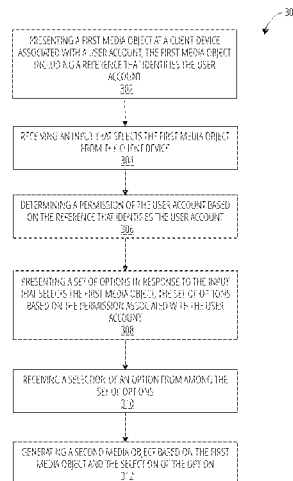 30
PRESENTING A FIRST MEDIA OBJECT AT A CLIENT DEVICE
ASSOCIATED WITH A USER ACCOUNT, THE FIRST MEDIA OBJECT
INCLUDING A REFERENCE THAT IDENTIFIES THE USER
ACCOUNT
302
RECEIVING AN INPUT THAT SELECTS THE FIRST MEDIA OBJECT
FROM THE CLIENT DEVICE
304
DETERMINING A PERMISSION OF THE USER ACCOUNT BASED
ON THE REFERENCE THAT IDENTIFIES THE USER ACCOUNT
306
PRESENTING A SET OF OPTIONS IN RESPONSE TO THE INPUT
THAT SELECTS THE FIRST MEDIA OBJECT, THE SET OF OPTIONS
BASED ON THE PERMISSION ASSOCIATED WITH THE USER
ACCOUNT
308
RECEIVING A SELECTION OF AN OPTION FROM AMONG THE
SET OF OPTIONS
310
GENERATING A SECOND MEDIA OBJECT BASED ON THE FIRST
MEDIA OBJECT AND THE SELECTION OF THE OPTION
312